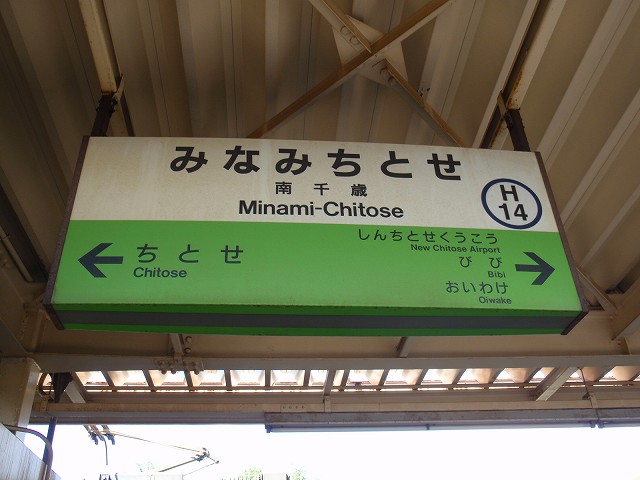 みなみちとせ
南千歳
Minami-Chitose
H
14
ちとせ
Chitose
しんちとせくうこう
New Chitose Airport
びび
Bibi
おいわけ
Oiwake